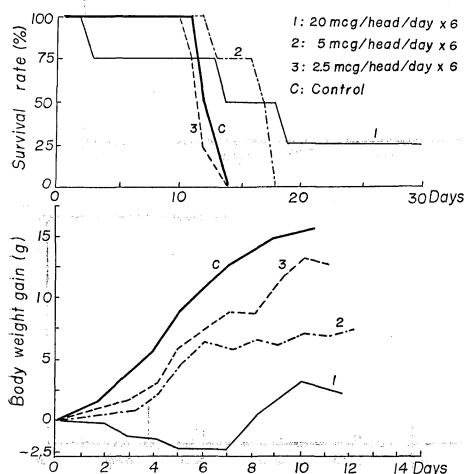 Survival rate (%)
100
75
50
25
0
0
10
20
30 Days
1: 20 mcg/head/day x 6
2: 5 mcg/head/day x 6
3: 2.5 mcg/head/day x 6
C: Control
2
3
C
1
Body weight gain (g)
15
10
5
0
-2.5
0
2
4
6
8
10
12
14 Days
C
3
2
1